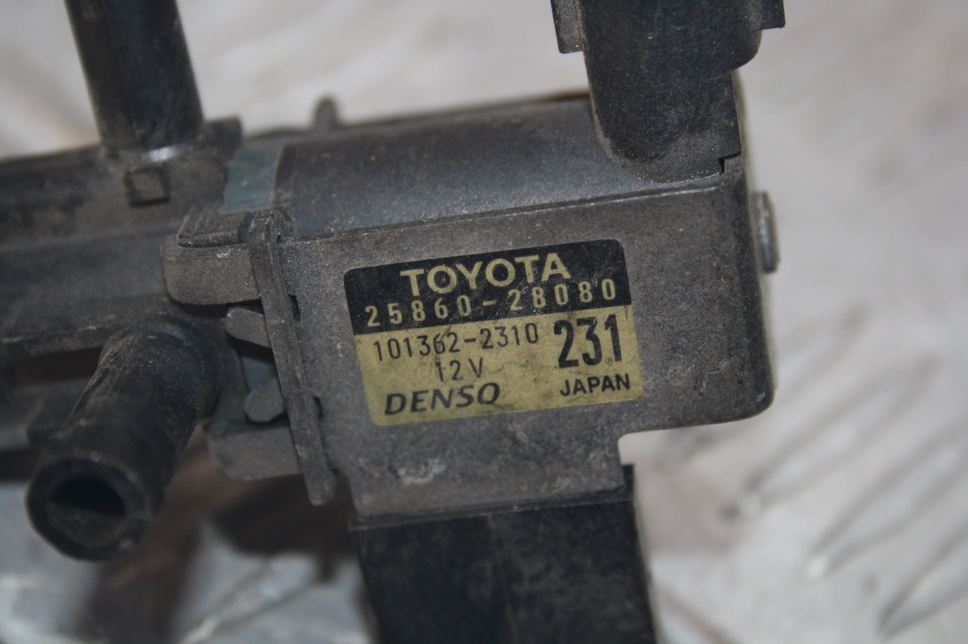 TOYOTA
25860-28080
101362-2310 231
12V
DENSO JAPAN